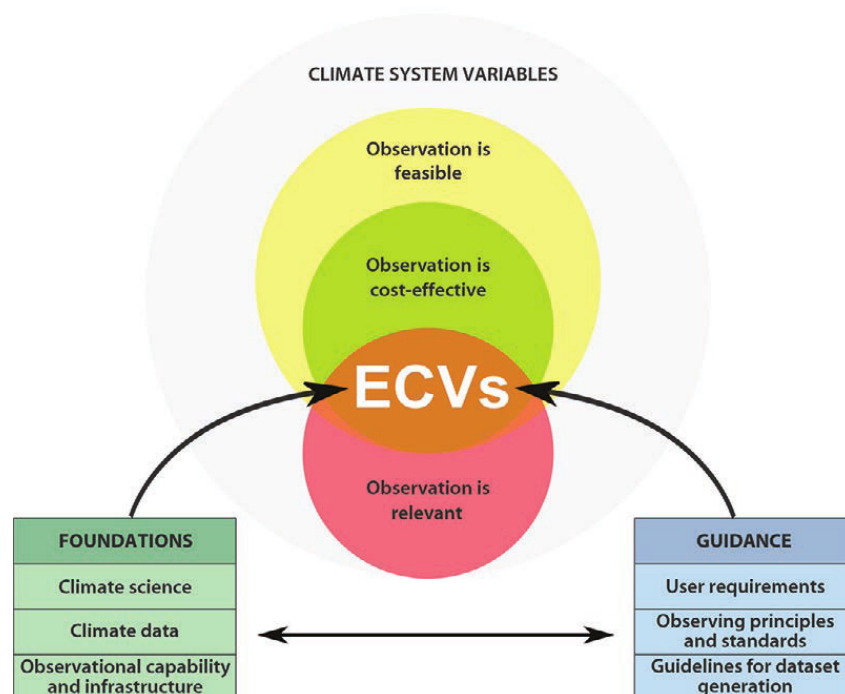 CLIMATE SYSTEM VARIABLES
Observation is
feasible
Observation is
cost-effective
ECVs
Observation is
relevant
FOUNDATIONS
Climate science
Climate data
Observational capability
and infrastructure
GUIDANCE
User requirements
Observing principles
and standards
Guidelines for dataset
generation